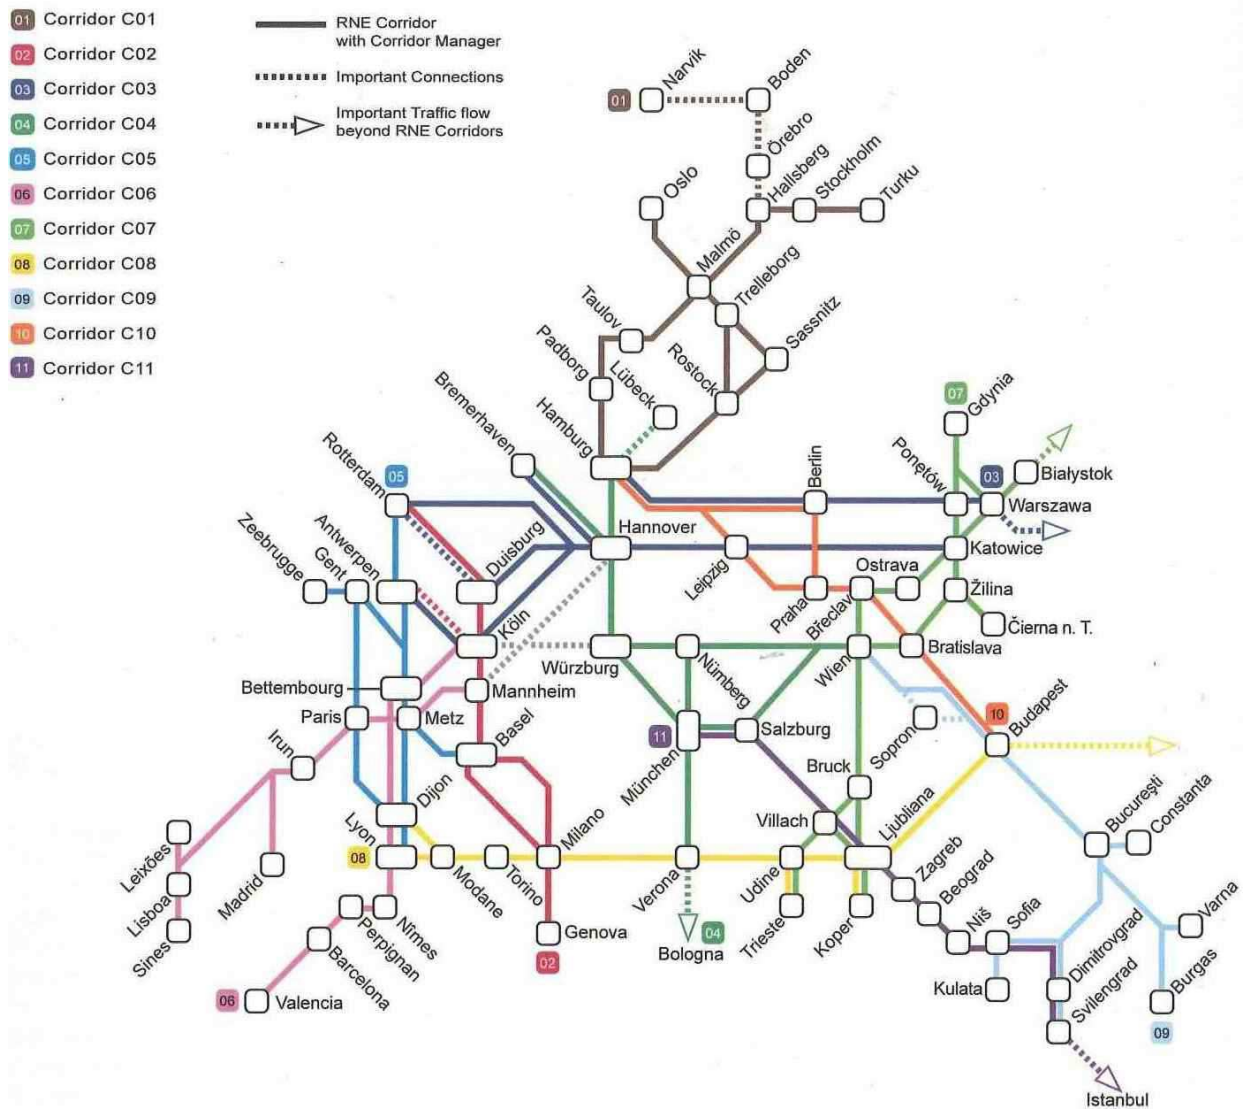 01 Corridor C01
02 Corridor C02
03 Corridor C03
04 Corridor C04
05 Corridor C05
06 Corridor C06
07 Corridor C07
08 Corridor C08
09 Corridor C09
10 Corridor C10
11 Corridor C11
RNE Corridor
with Corridor Manager
Important Connections
Important Traffic flow
beyond RNE Corridors
01
Narvik
Boden
Örebro
Hallsberg
Stockholm
Turku
Oslo
Malmö
Trelleborg
Sassnitz
Taulov
Padborg
Lübeck
Rostock
Hamburg
Bremerhaven
Rotterdam
05
Berlin
07
Gdynia
Ponętów
03
Białystok
Warszawa
Zeebrugge
Gent
Antwerpen
Duisburg
Hannover
Leipzig
Katowice
Ostrava
Praha
Břeclav
Žilina
Čierna n. T.
Köln
Würzburg
Nümberg
Wien
Bratislava
Bettembourg
Mannheim
Paris
Metz
Basel
11
München
Salzburg
Sopron
10
Budapest
Irun
Dijon
Bruck
Villach
Ljubliana
Bucureşti
Constanta
Leixões
Lisboa
Sines
Madrid
Lyon
08
Modane
Torino
Milano
Verona
Udine
Trieste
Koper
Zagreb
Beograd
Niš
Sofia
Dimitrovgrad
Svilengrad
Varna
Burgas
09
Nîmes
Perpignan
Barcelona
06
Valencia
Genova
02
Bologna
04
Kulata
Istanbul